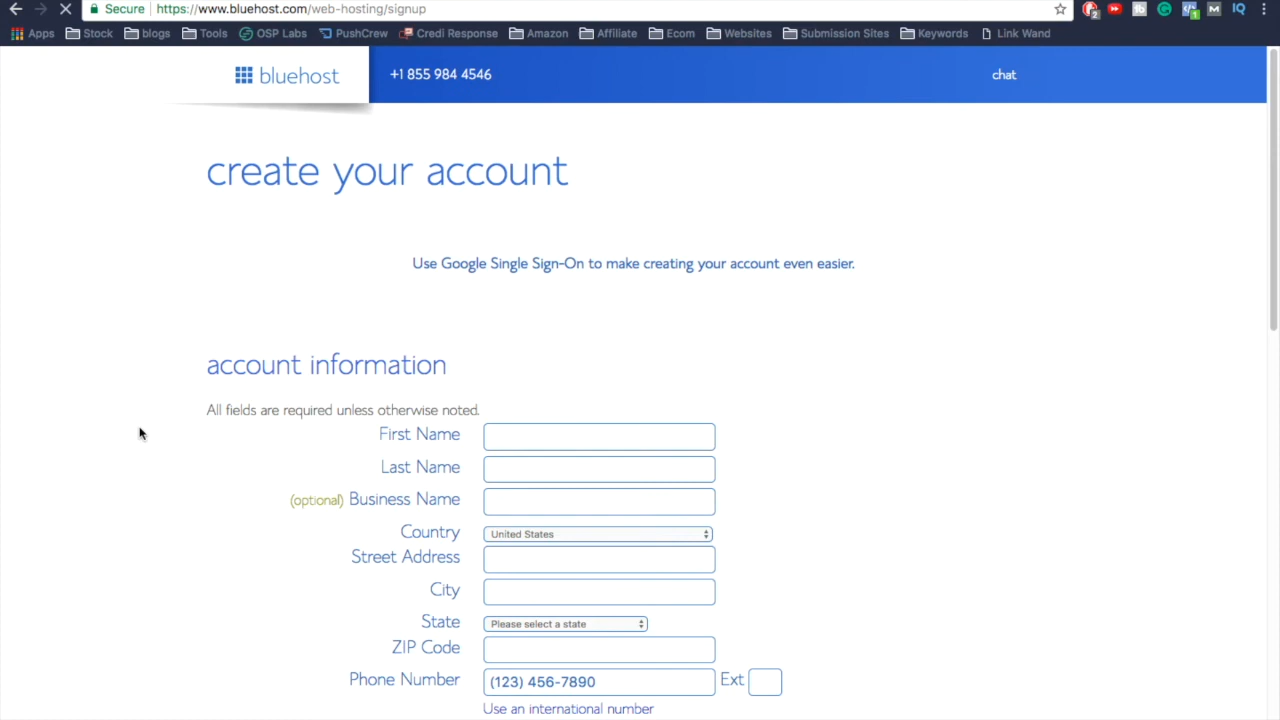 Secure https://www.bluehost.com/web-hosting/signup
2 1 M IQ
Apps Stock blogs Tools OSP Labs PushCrew Credi Response Amazon Affiliate Ecom Websites Submission Sites Keywords Link Wand
bluehost +1 855 984 4546 chat
create your account
Use Google Single Sign-On to make creating your account even easier.
account information
All fields are required unless otherwise noted.
First Name
Last Name
(optional) Business Name
Country United States
Street Address
City
State Please select a state
ZIP Code
Phone Number (123) 456-7890 Ext
Use an international number